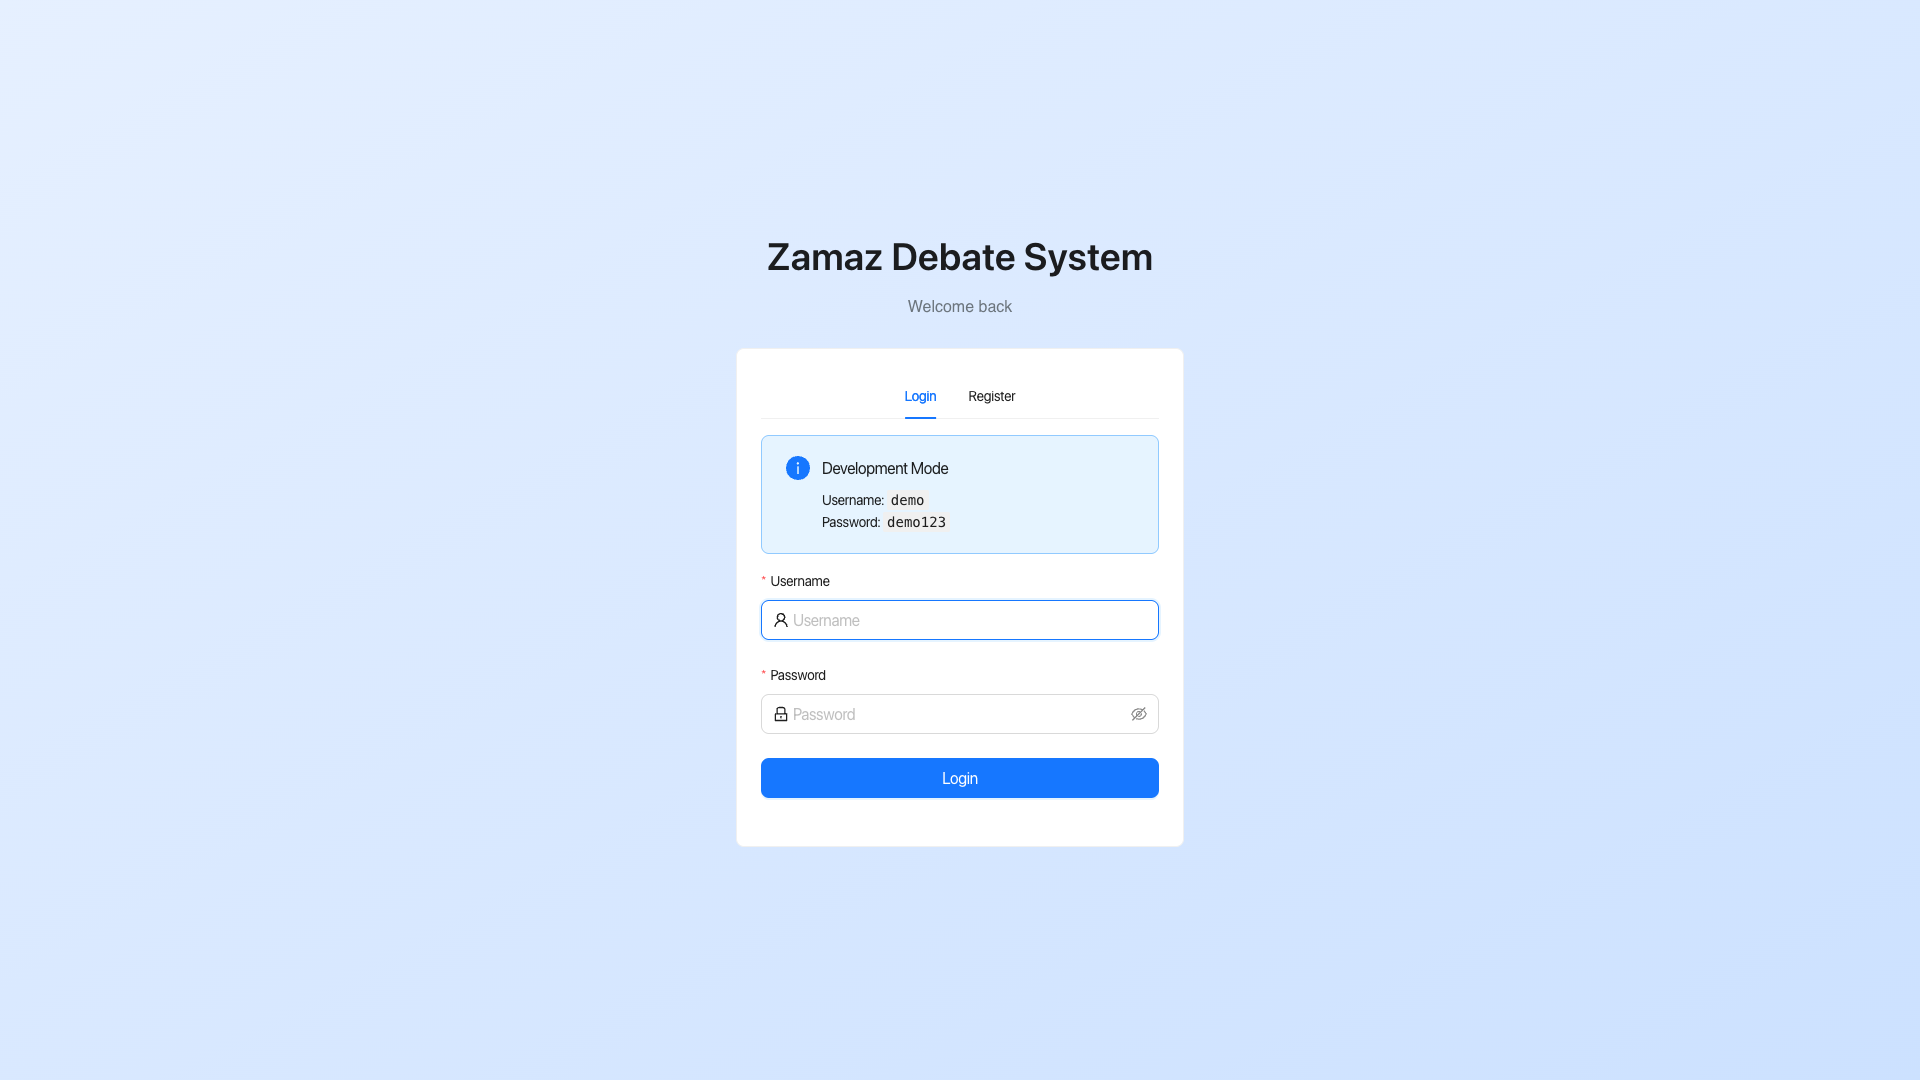 Zamaz Debate System
Welcome back
Login Register
Development Mode
Username: demo
Password: demo123
* Username
Username
* Password
Password
Login